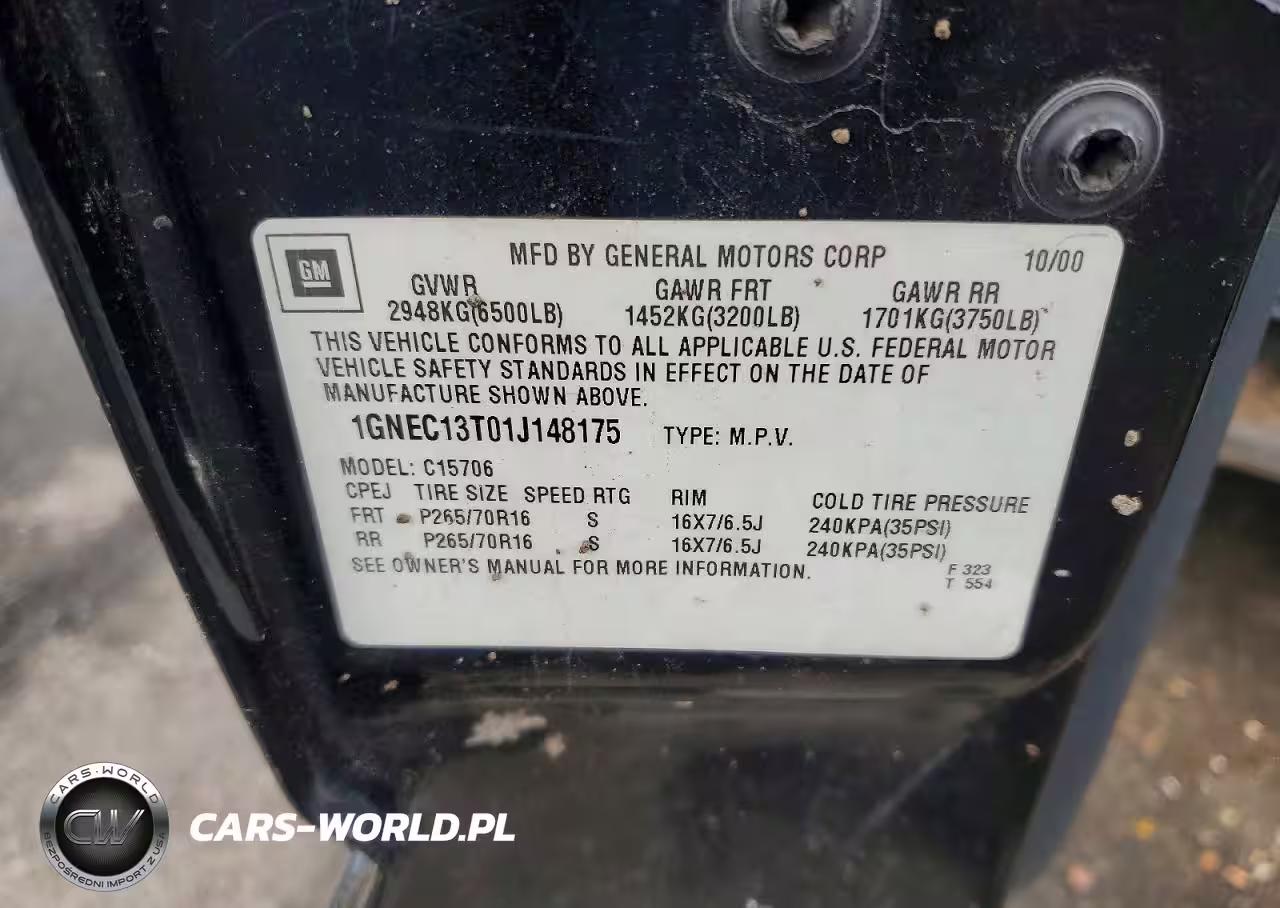 GM
MFD BY GENERAL MOTORS CORP 10/00
GVWR GAWR FRT GAWR RR
2948KG(6500LB) 1452KG(3200LB) 1701KG(3750LB)
THIS VEHICLE CONFORMS TO ALL APPLICABLE U.S. FEDERAL MOTOR
VEHICLE SAFETY STANDARDS IN EFFECT ON THE DATE OF
MANUFACTURE SHOWN ABOVE.
1GNEC13T01J148175 TYPE: M.P.V.
MODEL: C15706
CPEJ TIRE SIZE SPEED RTG RIM COLD TIRE PRESSURE
FRT P265/70R16 S 16X7/6.5J 240KPA(35PSI)
RR P265/70R16 S 16X7/6.5J 240KPA(35PSI)
SEE OWNER'S MANUAL FOR MORE INFORMATION.
F 323
T 554
CARS-WORLD
CW
BEZPOŚREDNI IMPORT Z USA
CARS-WORLD.PL